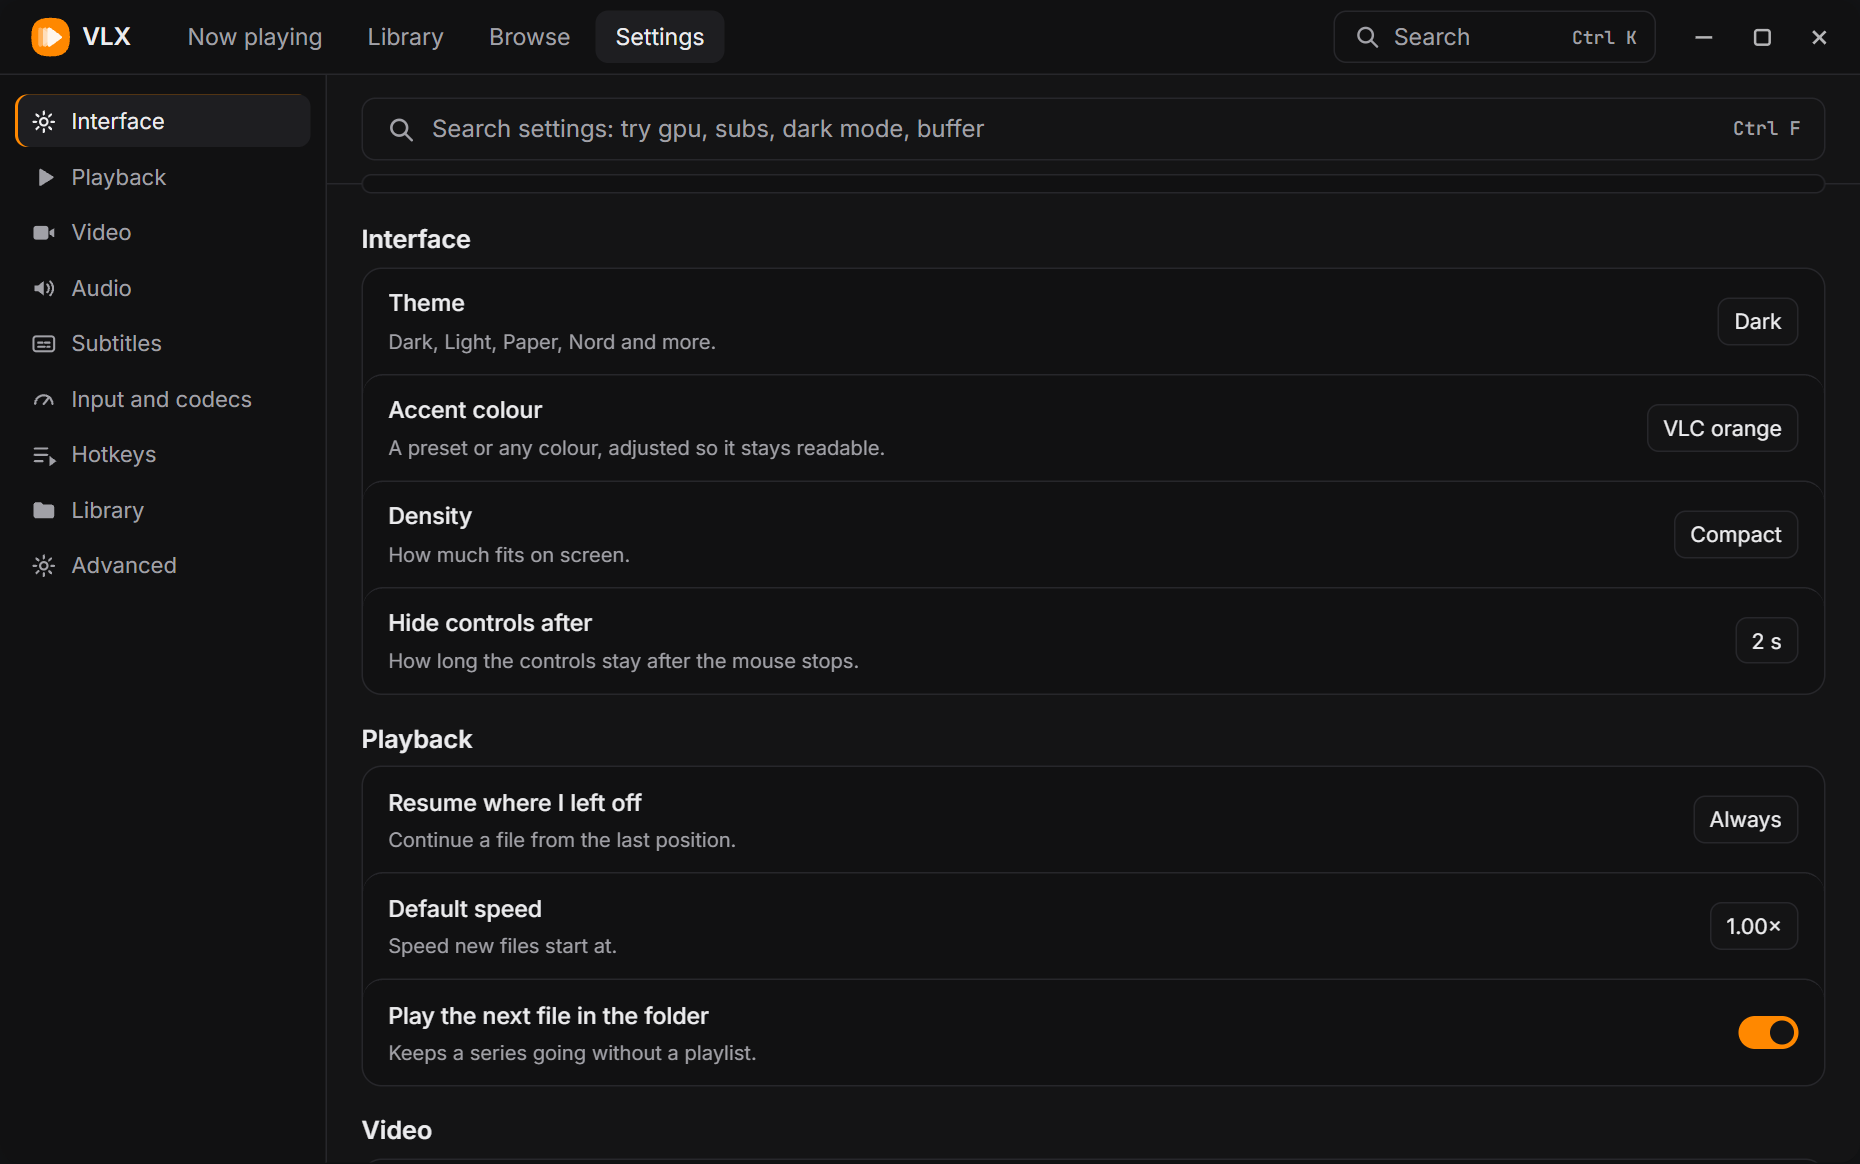 VLX
Now playing
Library
Browse
Settings
Search
Ctrl K
Interface
Playback
Video
Audio
Subtitles
Input and codecs
Hotkeys
Library
Advanced
Search settings: try gpu, subs, dark mode, buffer
Ctrl F
Interface
Theme
Dark, Light, Paper, Nord and more.
Dark
Accent colour
A preset or any colour, adjusted so it stays readable.
VLC orange
Density
How much fits on screen.
Compact
Hide controls after
How long the controls stay after the mouse stops.
2 s
Playback
Resume where I left off
Continue a file from the last position.
Always
Default speed
Speed new files start at.
1.00×
Play the next file in the folder
Keeps a series going without a playlist.
Video